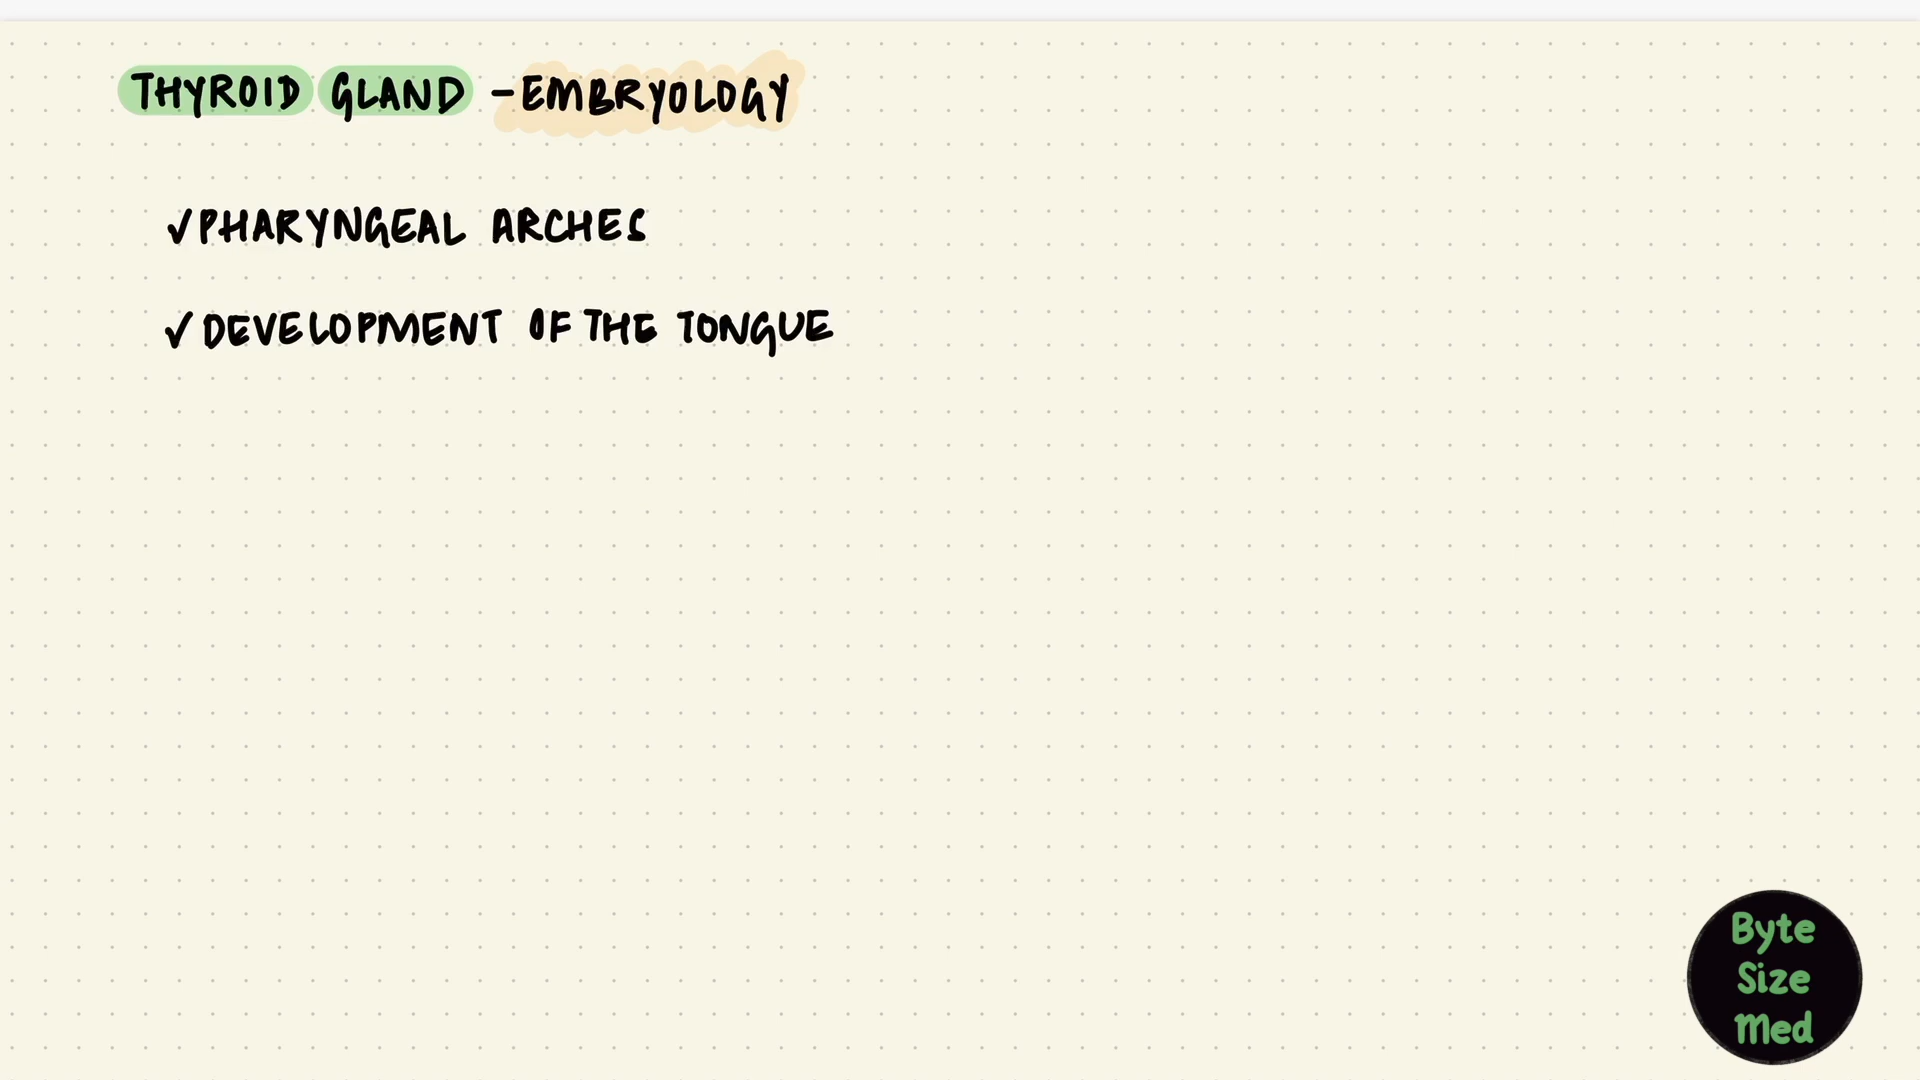 THYROID GLAND -EMBRYOLOGY
✓PHARYNGEAL ARCHES
✓DEVELOPMENT OF THE TONGUE
Byte
Size
Med